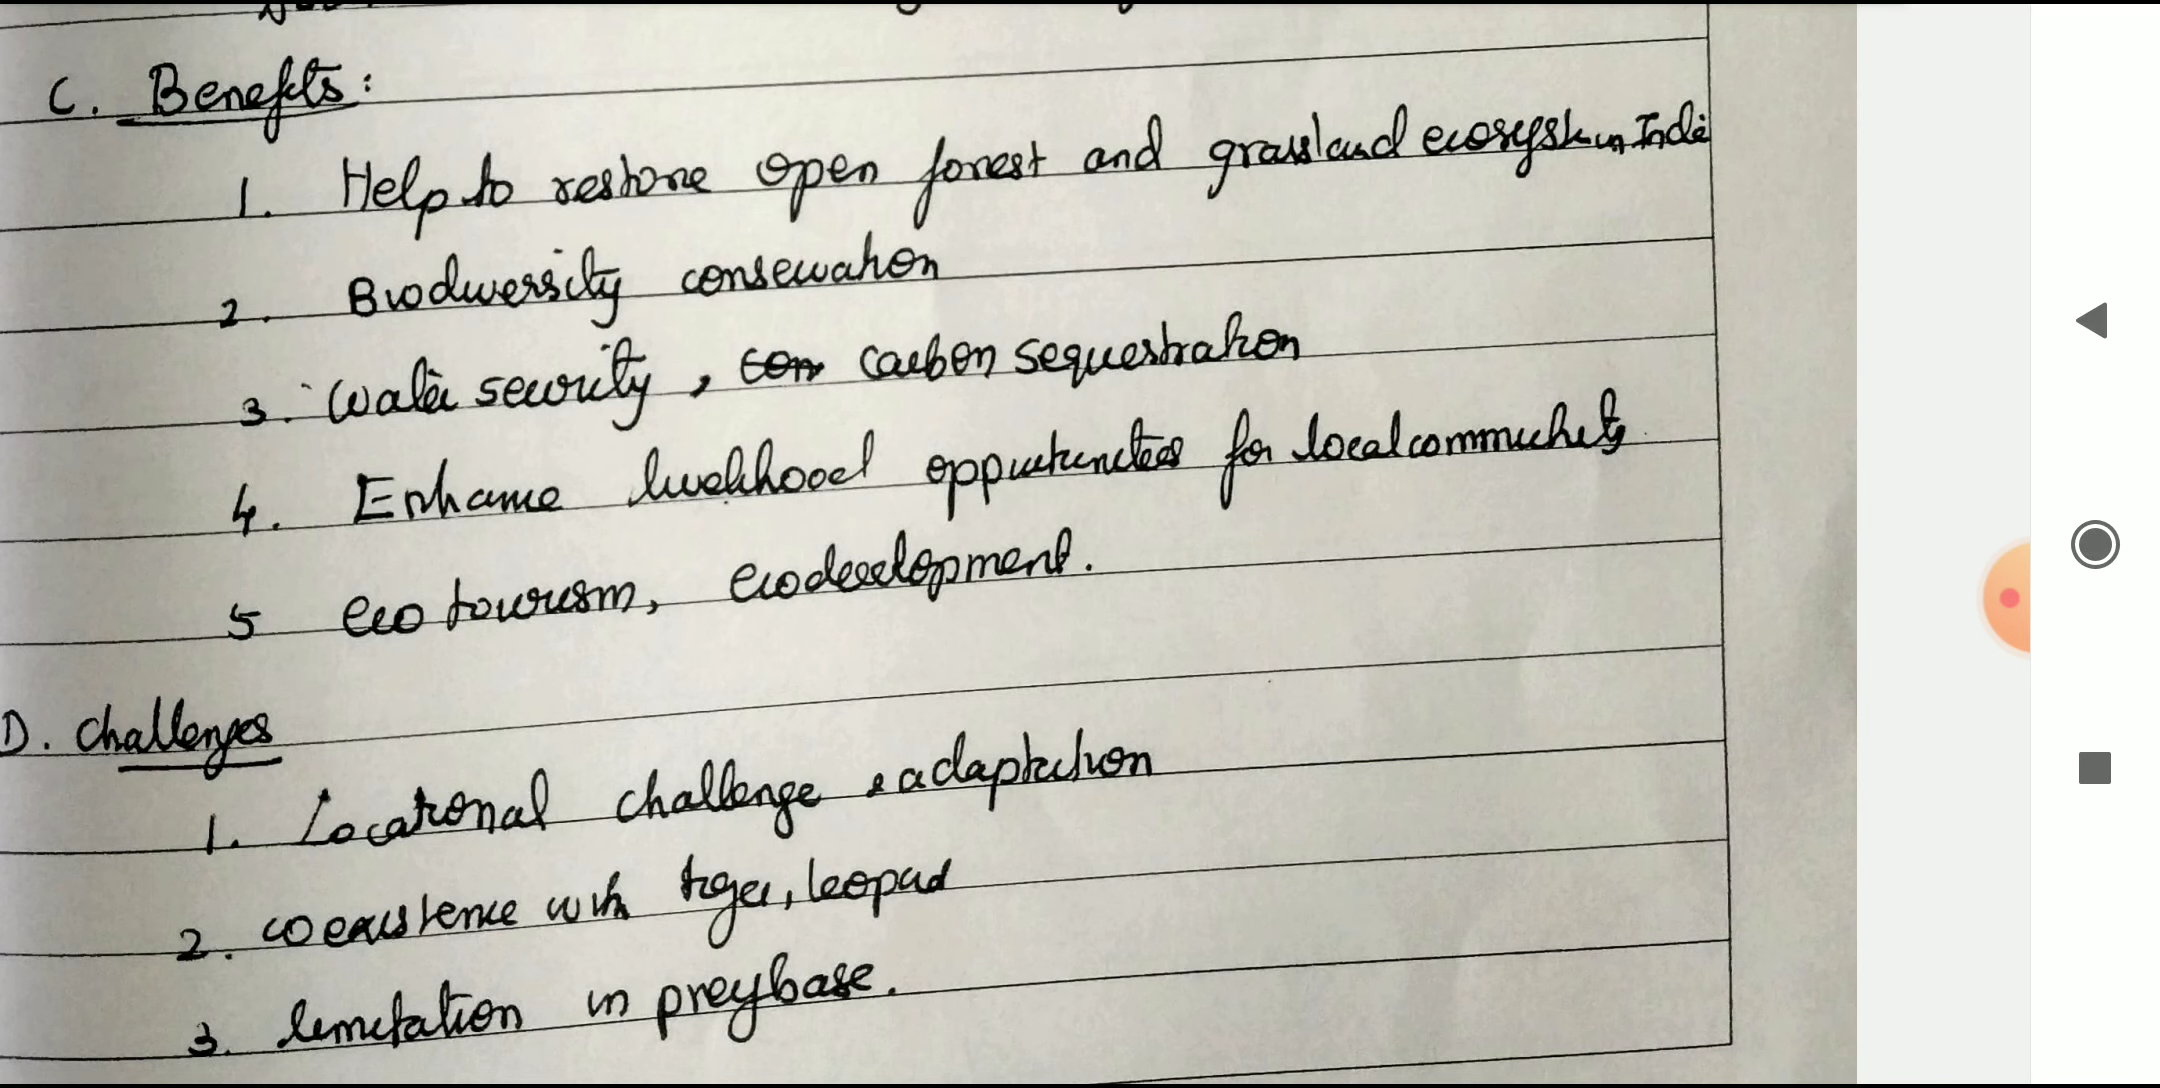 C. Benefits:
1. Help to restore open forest and grassland ecosystem in India
2. Biodiversity conservation
3. Water security, carbon sequestration
4. Enhance livelihood opportunities for local communities
5 eco tourism, ecodevelopment.
D. Challenges
1. Locational challenge & adaptation
2. coexistence with tiger, leopard
3. limitation in preybase.